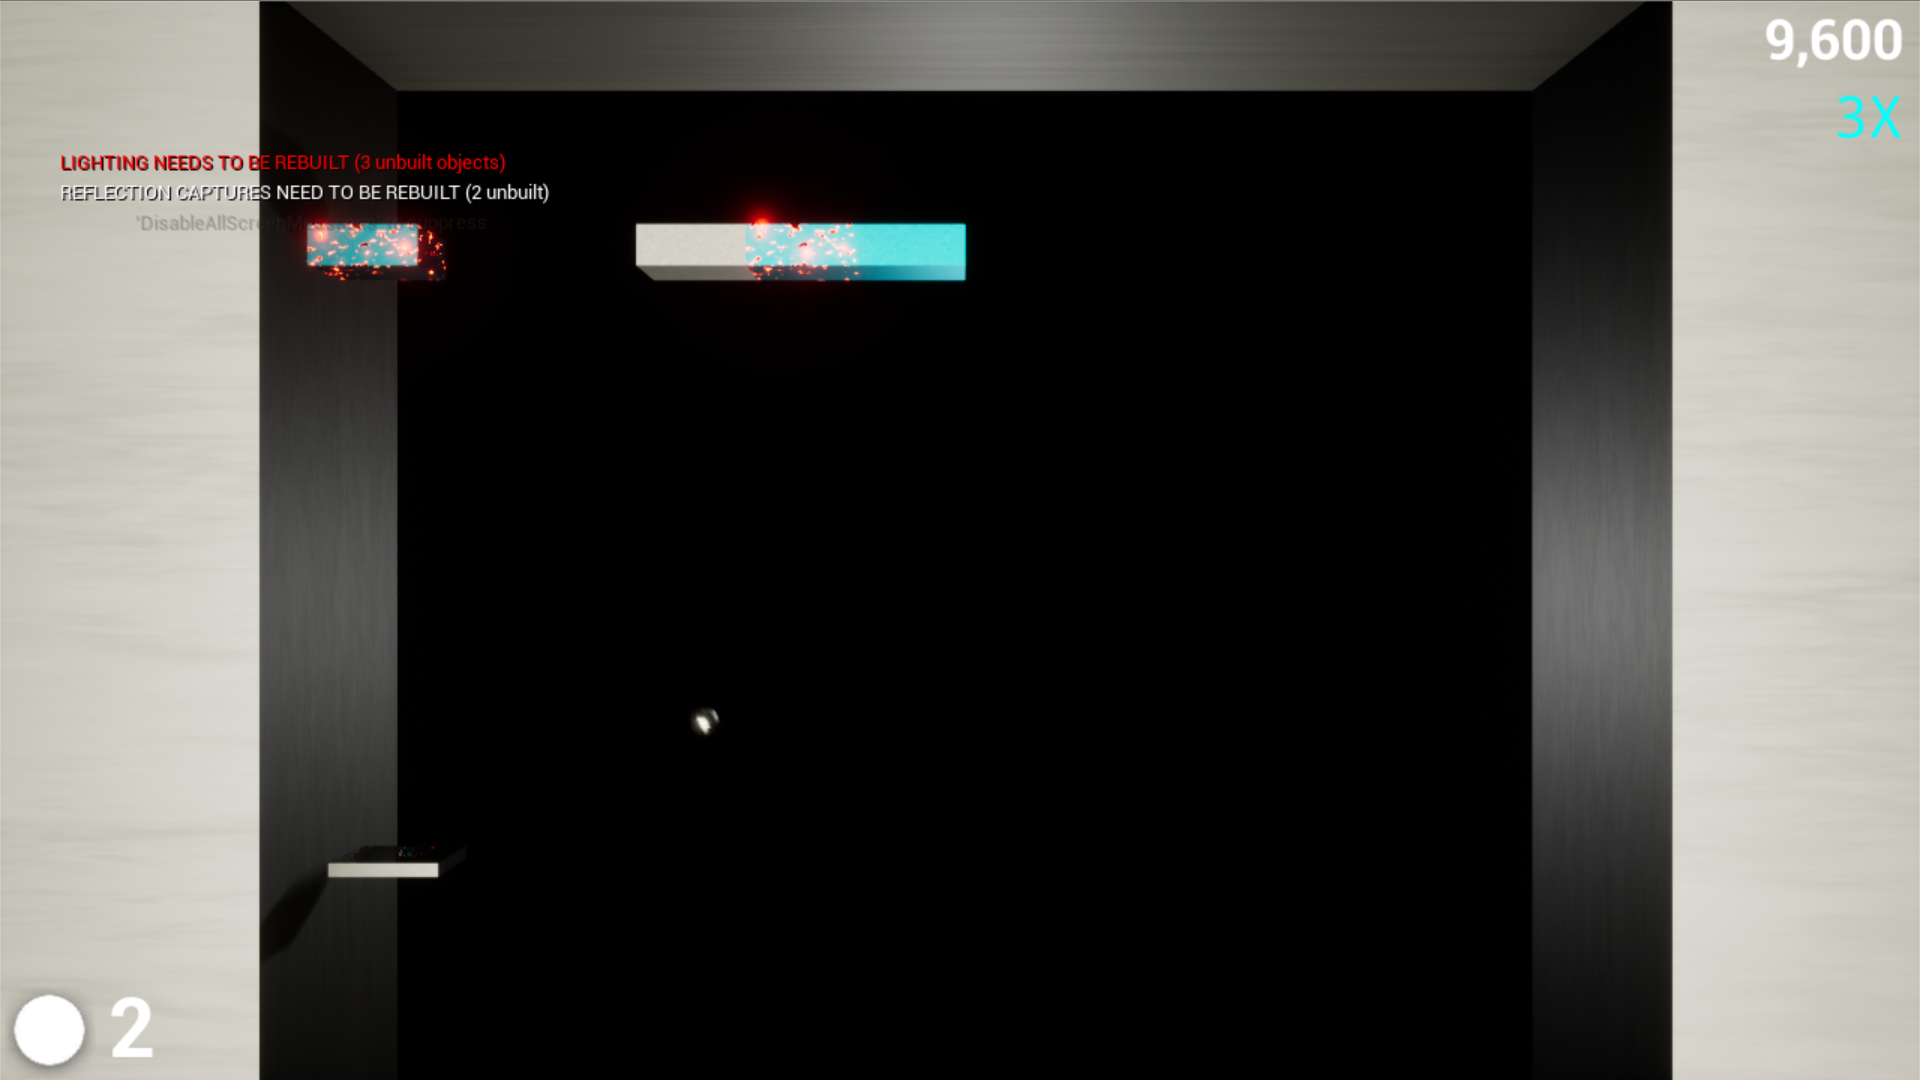 9,600
3X
LIGHTING NEEDS TO BE REBUILT (3 unbuilt objects)
REFLECTION CAPTURES NEED TO BE REBUILT (2 unbuilt)
2